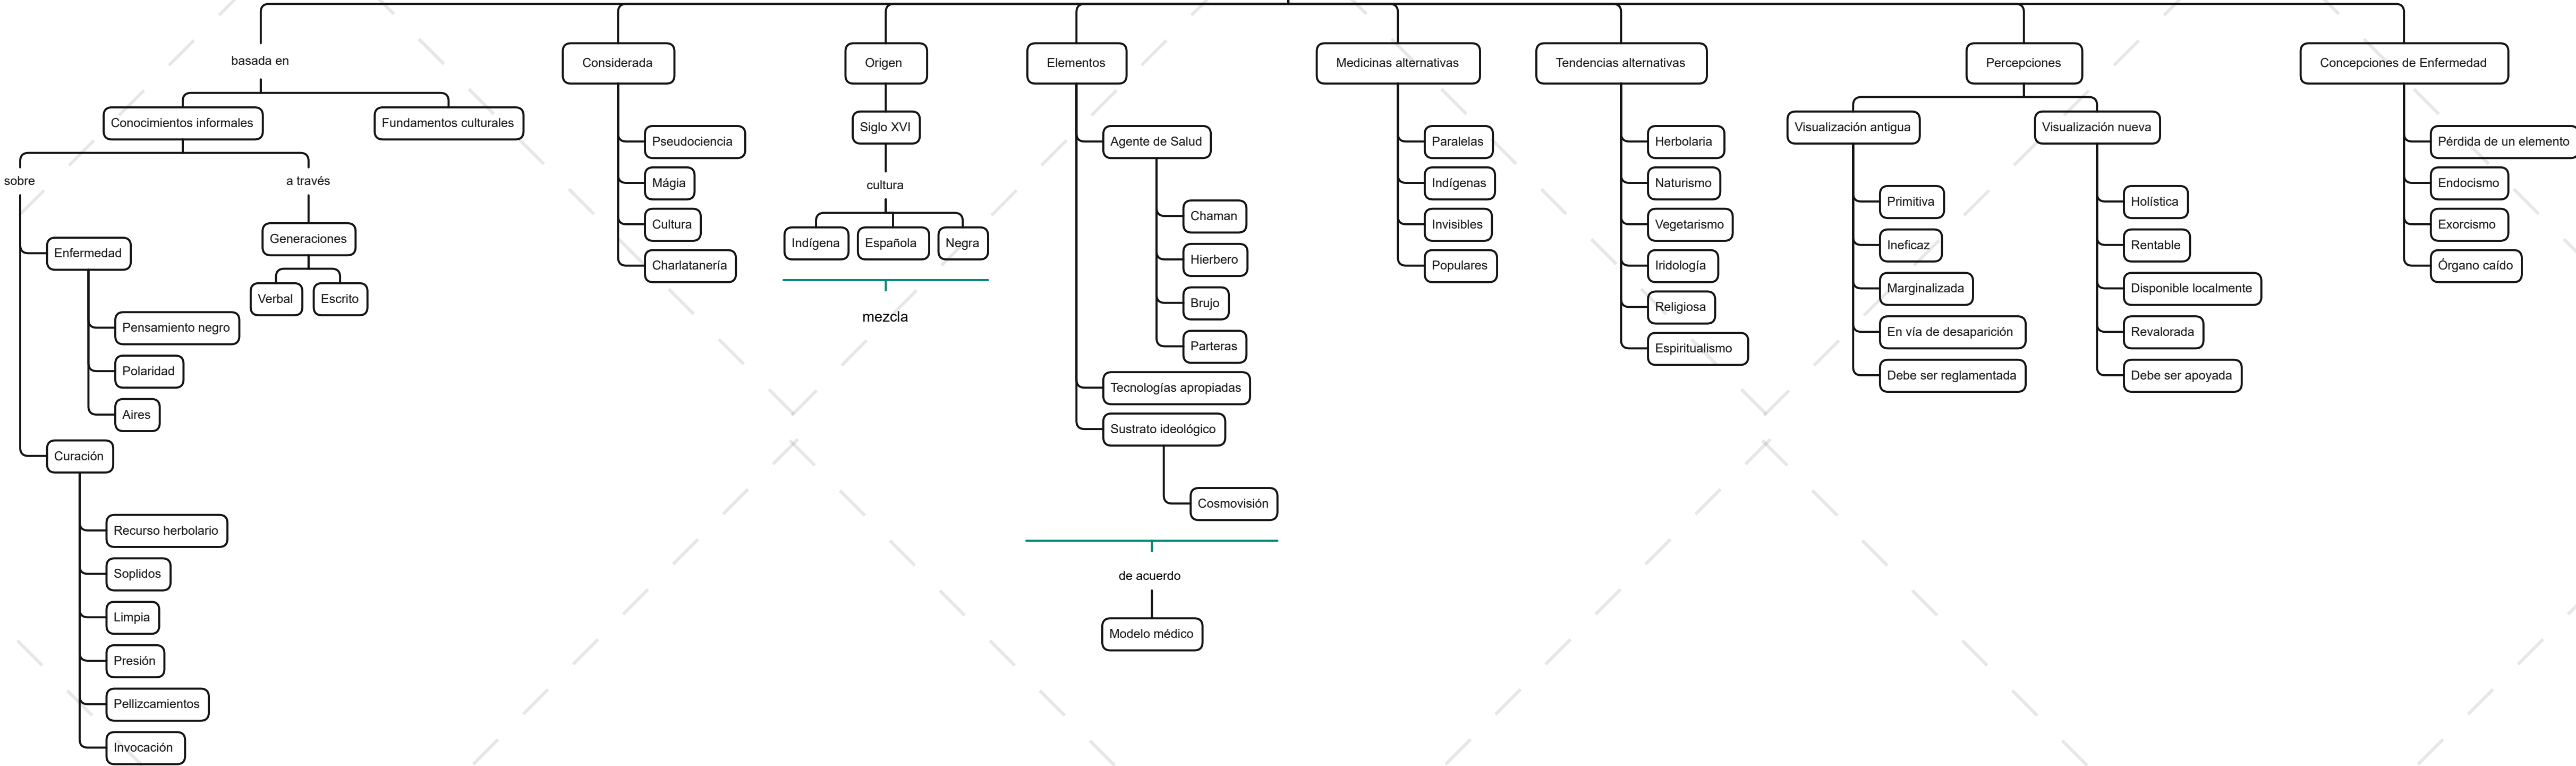 basada en
Conocimientos informales
Fundamentos culturales
sobre
a través
Enfermedad
Generaciones
Verbal
Escrito
Pensamiento negro
Polaridad
Aires
Curación
Recurso herbolario
Soplidos
Limpia
Presión
Pellizcamientos
Invocación
Considerada
Pseudociencia
Mágia
Cultura
Charlatanería
Origen
Siglo XVI
cultura
Indígena
Española
Negra
mezcla
Elementos
Agente de Salud
Chaman
Hierbero
Brujo
Parteras
Tecnologías apropiadas
Sustrato ideológico
Cosmovisión
de acuerdo
Modelo médico
Medicinas alternativas
Paralelas
Indígenas
Invisibles
Populares
Tendencias alternativas
Herbolaria
Naturismo
Vegetarismo
Iridología
Religiosa
Espiritualismo
Percepciones
Visualización antigua
Primitiva
Ineficaz
Marginalizada
En vía de desaparición
Debe ser reglamentada
Visualización nueva
Holística
Rentable
Disponible localmente
Revalorada
Debe ser apoyada
Concepciones de Enfermedad
Pérdida de un elemento
Endocismo
Exorcismo
Órgano caído